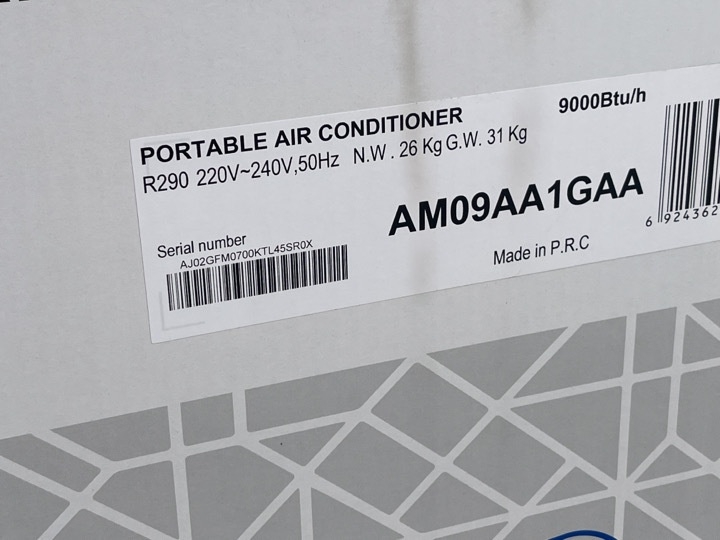 PORTABLE AIR CONDITIONER 9000Btu/h
R290 220V~240V,50Hz N.W . 26 Kg G.W. 31 Kg
AM09AA1GAA
Serial number
AJ02GFM0700KTL45SR0X
Made in P.R.C
6 924362